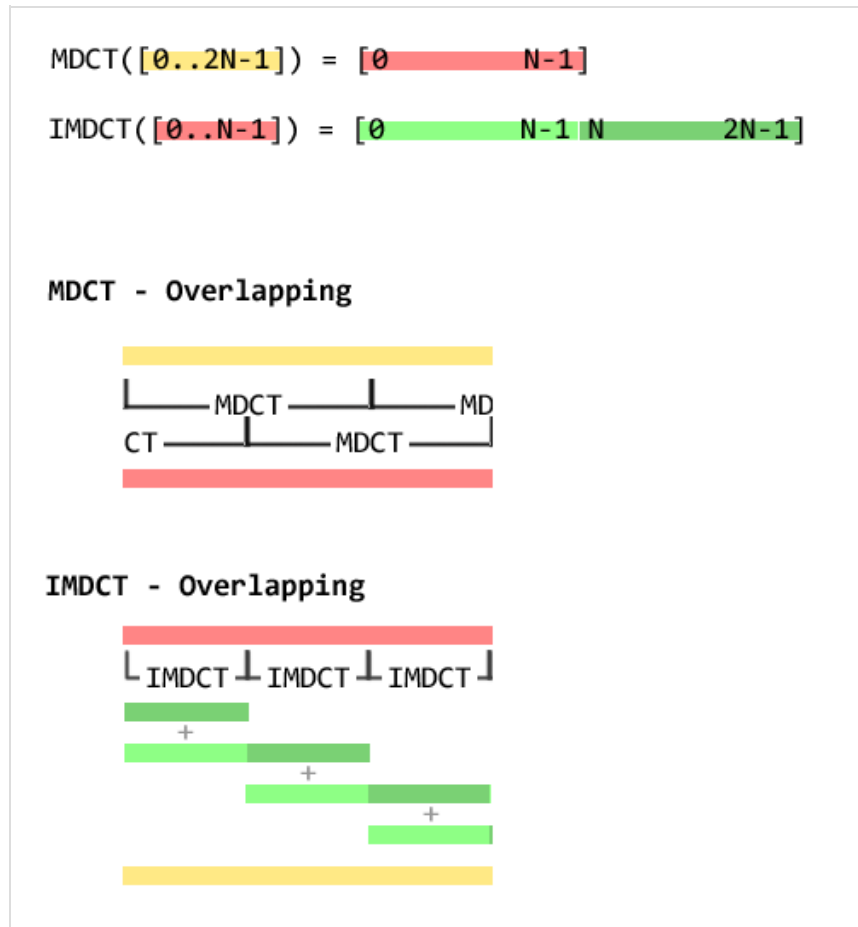 MDCT([0..2N-1]) = [0 N-1]
IMDCT([0..N-1]) = [0 N-1 N 2N-1]
MDCT - Overlapping
MDCT MD
CT MDCT
IMDCT - Overlapping
IMDCT IMDCT IMDCT
+
+
+